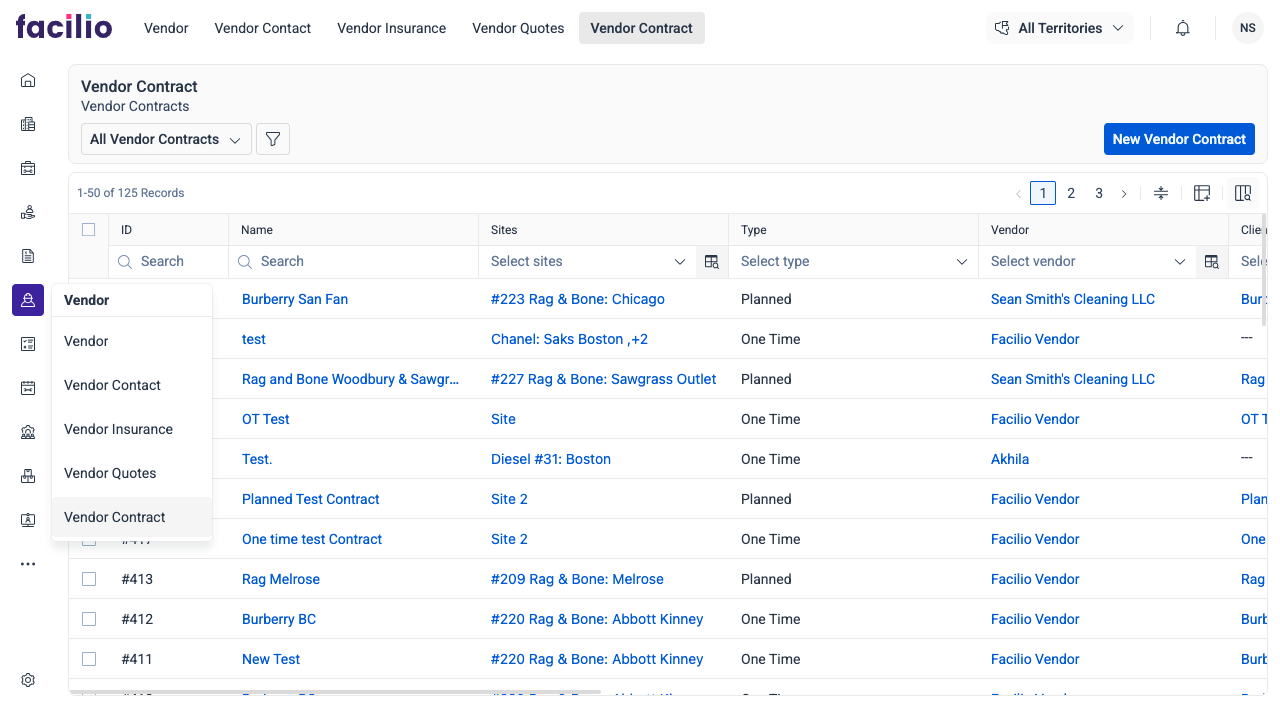 facilio
Vendor
Vendor Contact
Vendor Insurance
Vendor Quotes
Vendor Contract
All Territories
NS
Vendor Contract
Vendor Contracts
All Vendor Contracts
New Vendor Contract
1-50 of 125 Records
1
2
3
ID
Name
Sites
Type
Vendor
Search
Search
Select sites
Select type
Select vendor
Burberry San Fan
#223 Rag & Bone: Chicago
Planned
Sean Smith's Cleaning LLC
test
Chanel: Saks Boston ,+2
One Time
Facilio Vendor
---
Rag and Bone Woodbury & Sawgr...
#227 Rag & Bone: Sawgrass Outlet
Planned
Sean Smith's Cleaning LLC
Rag
OT Test
Site
One Time
Facilio Vendor
Test.
Diesel #31: Boston
One Time
Akhila
---
Planned Test Contract
Site 2
Planned
Facilio Vendor
One time test Contract
Site 2
One Time
Facilio Vendor
One
#413
Rag Melrose
#209 Rag & Bone: Melrose
Planned
Facilio Vendor
Rag
#412
Burberry BC
#220 Rag & Bone: Abbott Kinney
One Time
Facilio Vendor
#411
New Test
#220 Rag & Bone: Abbott Kinney
One Time
Facilio Vendor
Vendor
Vendor
Vendor Contact
Vendor Insurance
Vendor Quotes
Vendor Contract